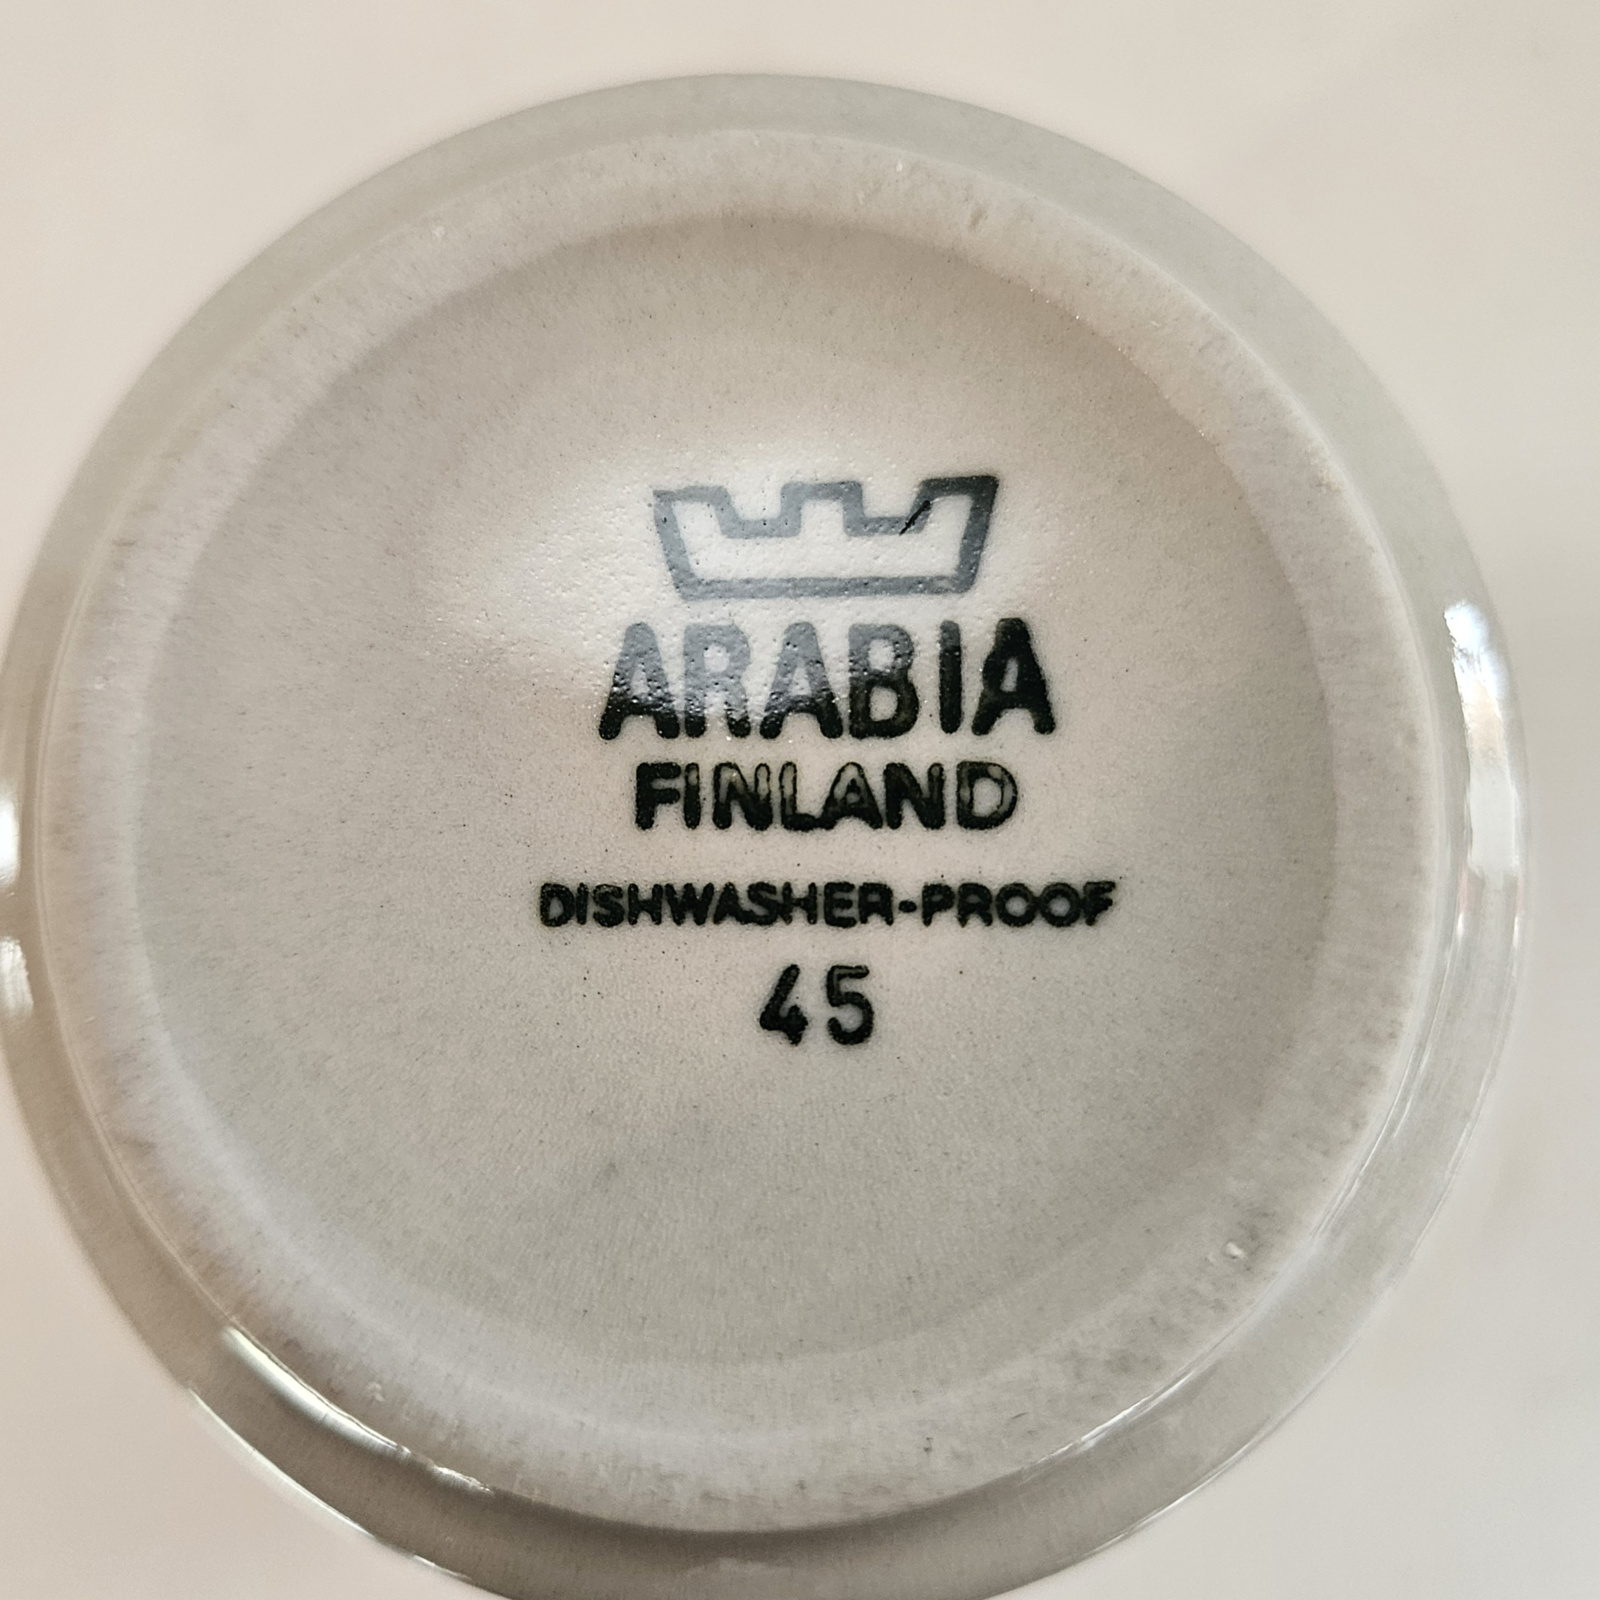 ARABIA
FINLAND
DISHWASHER-PROOF
45